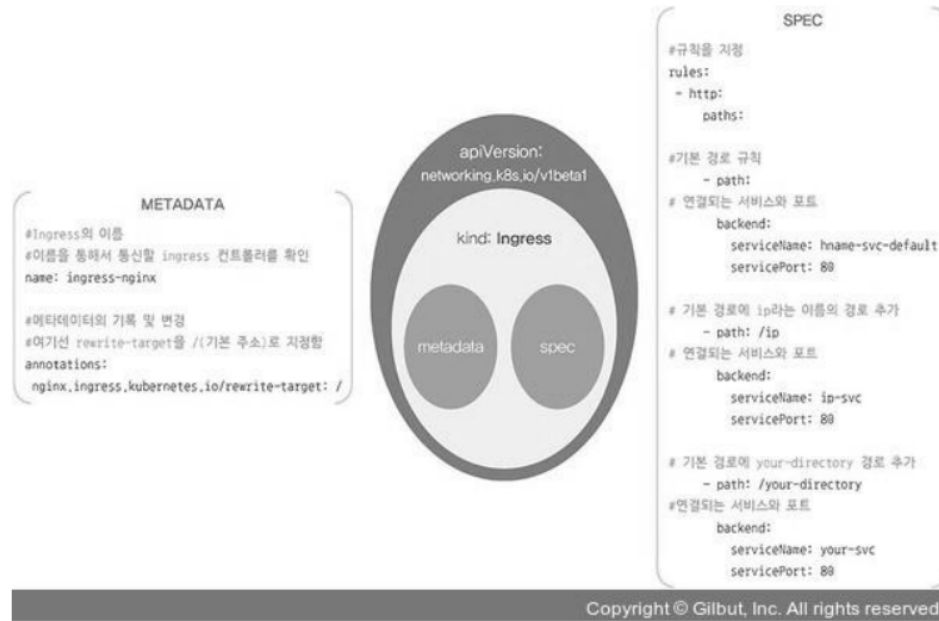 METADATA
#Ingress의 이름
#이름을 통해서 통신할 ingress 컨트롤러를 확인
name: ingress-nginx
#메타데이터의 기록 및 변경
#여기선 rewrite-target을 /(기본 주소)로 지정함
annotations:
nginx.ingress.kubernetes.io/rewrite-target: /
apiVersion:
networking.k8s.io/v1beta1
kind: Ingress
metadata
spec
SPEC
#규칙을 지정
rules:
- http:
paths:
#기본 경로 규칙
- path:
# 연결되는 서비스와 포트
backend:
serviceName: hname-svc-default
servicePort: 80
# 기본 경로에 ip라는 이름의 경로 추가
- path: /ip
# 연결되는 서비스와 포트
backend:
serviceName: ip-svc
servicePort: 80
# 기본 경로에 your-directory 경로 추가
- path: /your-directory
#연결되는 서비스와 포트
backend:
serviceName: your-svc
servicePort: 80
Copyright © Gilbut, Inc. All rights reserved